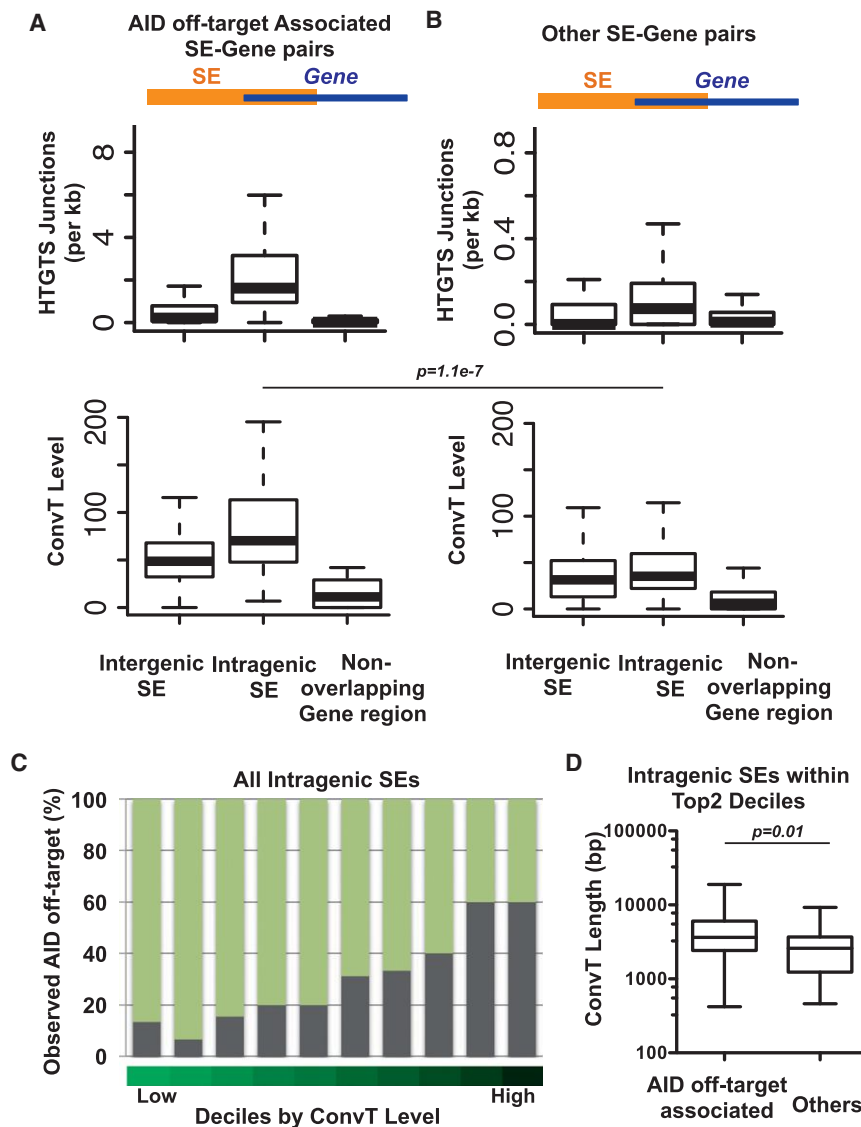 A
AID off-target Associated
SE-Gene pairs
SE
Gene
HTGTS Junctions
(per kb)
8
4
0
B
Other SE-Gene pairs
SE
Gene
HTGTS Junctions
(per kb)
0.8
0.4
0.0
p=1.1e-7
ConvT Level
200
100
0
Intergenic
SE
Intragenic
SE
Non-
overlapping
Gene region
ConvT Level
200
100
0
Intergenic
SE
Intragenic
SE
Non-
overlapping
Gene region
C
All Intragenic SEs
Observed AID off-target (%)
100
80
60
40
20
0
Low
High
Deciles by ConvT Level
D
Intragenic SEs within
Top2 Deciles
p=0.01
ConvT Length (bp)
100000
10000
1000
100
AID off-target
associated
Others